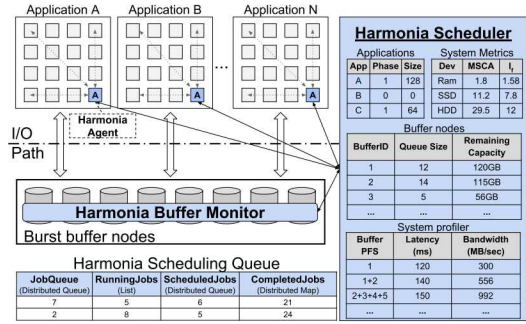 Application A
Application B
Application N
...
A
A
A
Harmonia
Agent
I/O
Path
Harmonia Buffer Monitor
Burst buffer nodes
Harmonia Scheduling Queue
JobQueue RunningJobs ScheduledJobs CompletedJobs
(Distributed Queue) (List) (Distributed Queue) (Distributed Map)
7 5 6 21
2 8 5 24
Harmonia Scheduler
Applications
App Phase Size
A 1 128
B 0 0
C 1 64
System Metrics
Dev MSCA Ir
Ram 1.8 1.58
SSD 11.2 7.8
HDD 29.5 12
Buffer nodes
BufferID Queue Size Remaining
Capacity
1 12 120GB
2 14 115GB
3 5 56GB
... ... ...
System profiler
Buffer Latency Bandwidth
PFS (ms) (MB/sec)
1 120 300
1+2 140 556
2+3+4+5 150 992
... ... ...